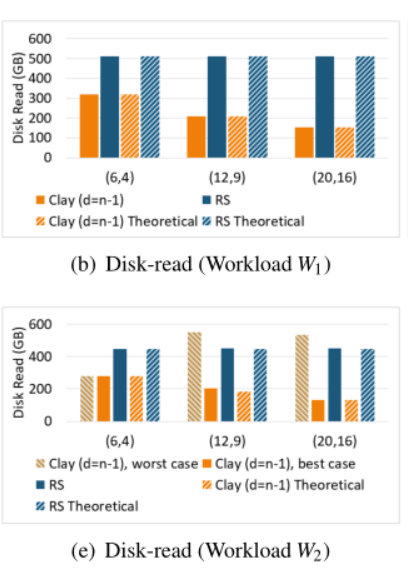 600
500
400
300
200
100
0
Disk Read (GB)
(6,4) (12,9) (20,16)
Clay (d=n-1) RS
Clay (d=n-1) Theoretical RS Theoretical
(b) Disk-read (Workload W1)
600
400
200
0
Disk Read (GB)
(6,4) (12,9) (20,16)
Clay (d=n-1), worst case Clay (d=n-1), best case
RS Clay (d=n-1) Theoretical
RS Theoretical
(e) Disk-read (Workload W2)